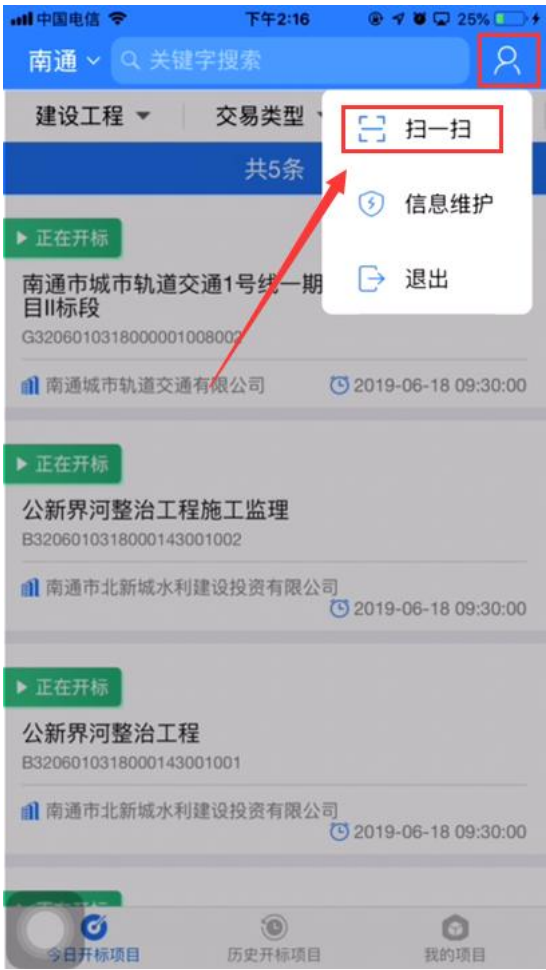 中国电信 下午2:16 25%
南通 关键字搜索
建设工程 交易类型
扫一扫
共5条
信息维护
正在开标
退出
南通市城市轨道交通1号线一期
目II标段
G3206010318000001008002
南通城市轨道交通有限公司 2019-06-18 09:30:00
正在开标
公新界河整治工程施工监理
B3206010318000143001002
南通市北新城水利建设投资有限公司
2019-06-18 09:30:00
正在开标
公新界河整治工程
B3206010318000143001001
南通市北新城水利建设投资有限公司
2019-06-18 09:30:00
今日开标项目 历史开标项目 我的项目